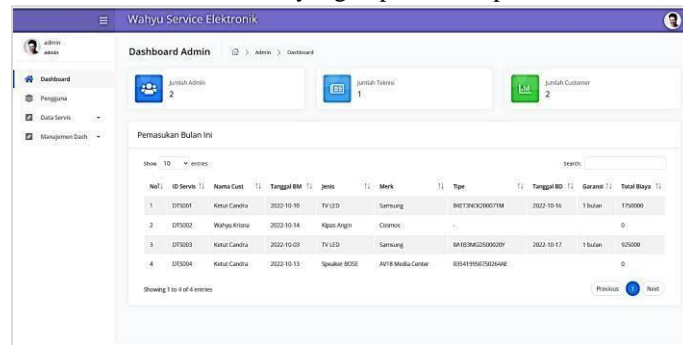 Wahyu Service Elektronik
admin
admin
Dashboard Admin > Admin > Dashboard
Dashboard
Pengguna
Data Servis
Manajemen Dash
Jumlah Admin
2
Jumlah Teknisi
1
Jumlah Customer
2
Pemasukan Bulan Ini
Show 10 entries
Search:
No ID Servis Nama Cust Tanggal BM Jenis Merk Tipe Tanggal BD Garansi Total Biaya
1 DTS001 Ketut Candra 2022-10-10 TV LED Samsung 2022-10-16 1 bulan 1750000
2 DTS002 Wahyu Krisna 2022-10-14 Kipas Angin Cosmos - 0
3 DTS003 Ketut Candra 2022-10-03 TV LED Samsung 2022-10-17 1 bulan 925000
4 DTS004 Ketut Candra 2022-10-13 Speaker BOSE AV18 Media Center 0
Showing 1 to 4 of 4 entries
Previous 1 Next